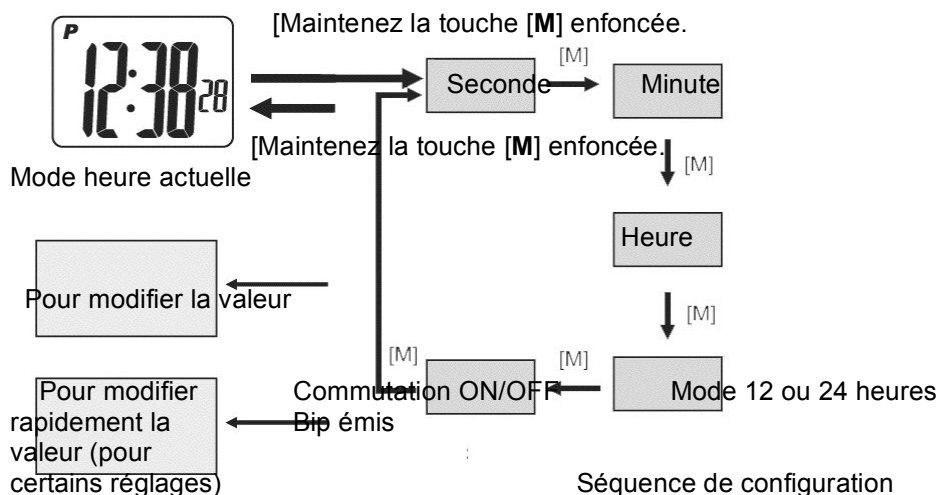 [Maintenez la touche [M] enfoncée.
P
12:38 28
[M]
Seconde
Minute
[Maintenez la touche [M] enfoncée.
Mode heure actuelle
[M]
Heure
Pour modifier la valeur
[M]
[M]
[M]
Pour modifier
rapidement la
valeur (pour
certains réglages)
Commutation ON/OFF
Bip émis
Mode 12 ou 24 heures
Séquence de configuration